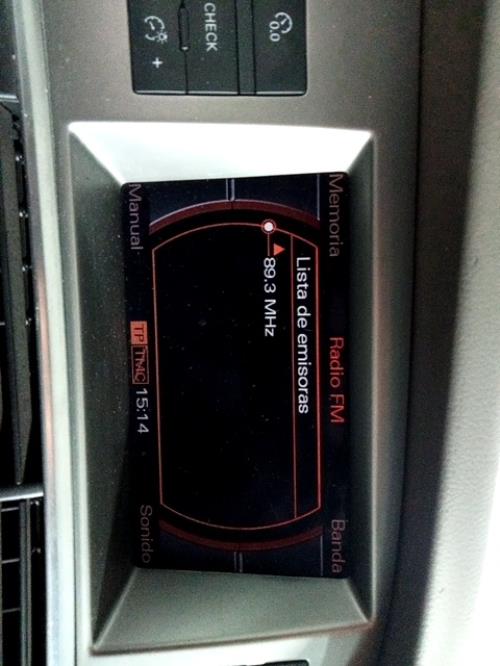 CHECK
0.0
+
Memoria
Radio FM
Banda
Lista de emisoras
89.3 MHz
Manual
TP TMC 15:14
Sonido